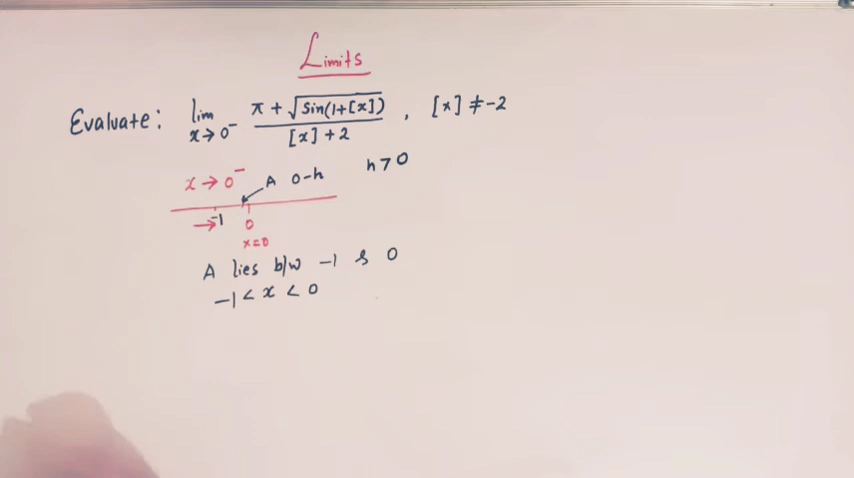 Limits
Evaluate: lim x→0⁻ π + √Sin(1+[x]) / [x] + 2 , [x] ≠ -2
x → 0⁻ A 0-h h > 0
→ -1 0
x=0
A lies b/w -1 & 0
-1 < x < 0